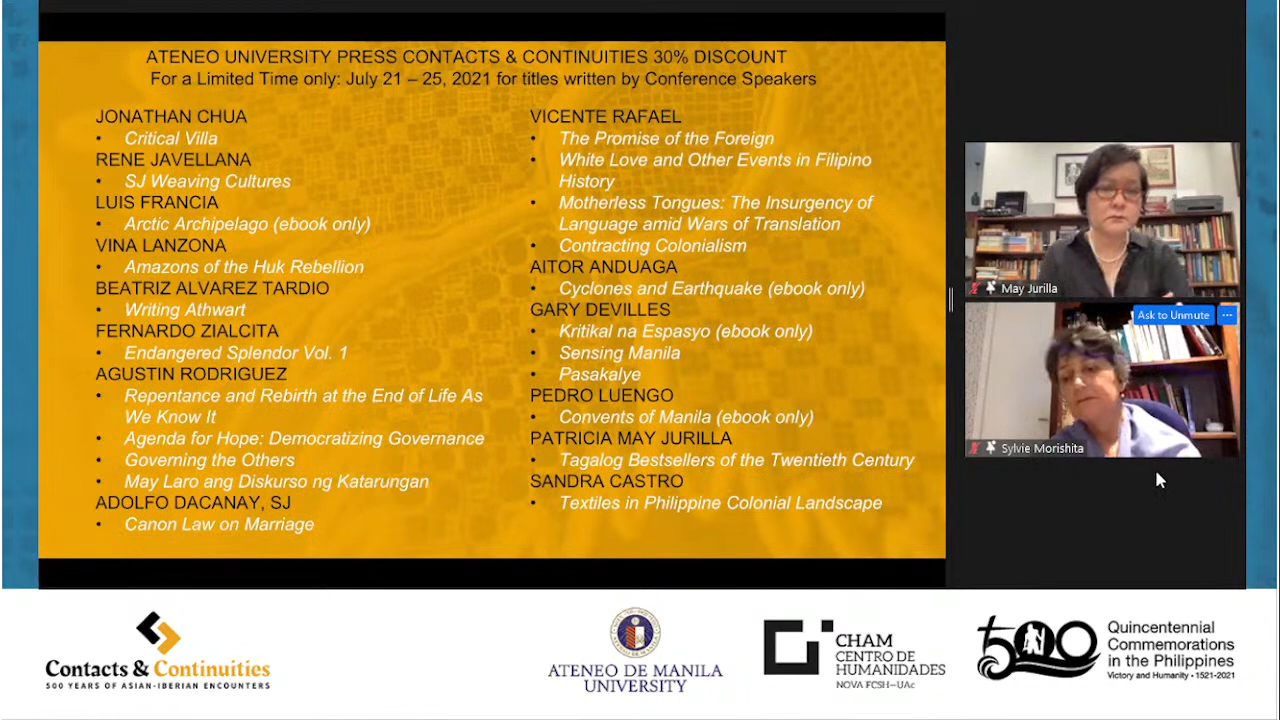 ATENEO UNIVERSITY PRESS CONTACTS & CONTINUITIES 30% DISCOUNT
For a Limited Time only: July 21 – 25, 2021 for titles written by Conference Speakers
JONATHAN CHUA
• Critical Villa
RENE JAVELLANA
• SJ Weaving Cultures
LUIS FRANCIA
• Arctic Archipelago (ebook only)
VINA LANZONA
• Amazons of the Huk Rebellion
BEATRIZ ALVAREZ TARDIO
• Writing Athwart
FERNANDO ZIALCITA
• Endangered Splendor Vol. 1
AGUSTIN RODRIGUEZ
• Repentance and Rebirth at the End of Life As
We Know It
• Agenda for Hope: Democratizing Governance
• Governing the Others
• May Laro ang Diskurso ng Katarungan
ADOLFO DACANAY, SJ
• Canon Law on Marriage
VICENTE RAFAEL
• The Promise of the Foreign
• White Love and Other Events in Filipino
History
• Motherless Tongues: The Insurgency of
Language amid Wars of Translation
• Contracting Colonialism
AITOR ANDUAGA
• Cyclones and Earthquake (ebook only)
GARY DEVILLES
• Kritikal na Espasyo (ebook only)
• Sensing Manila
• Pasakalye
PEDRO LUENGO
• Convents of Manila (ebook only)
PATRICIA MAY JURILLA
• Tagalog Bestsellers of the Twentieth Century
SANDRA CASTRO
• Textiles in Philippine Colonial Landscape
May Jurilla
Ask to Unmute
Sylvie Morishita
Contacts & Continuities
500 YEARS OF ASIAN-IBERIAN ENCOUNTERS
ATENEO DE MANILA
UNIVERSITY
CHAM
CENTRO DE
HUMANIDADES
NOVA FCSH–UAc
500
Quincentennial
Commemorations
in the Philippines
Victory and Humanity • 1521-2021